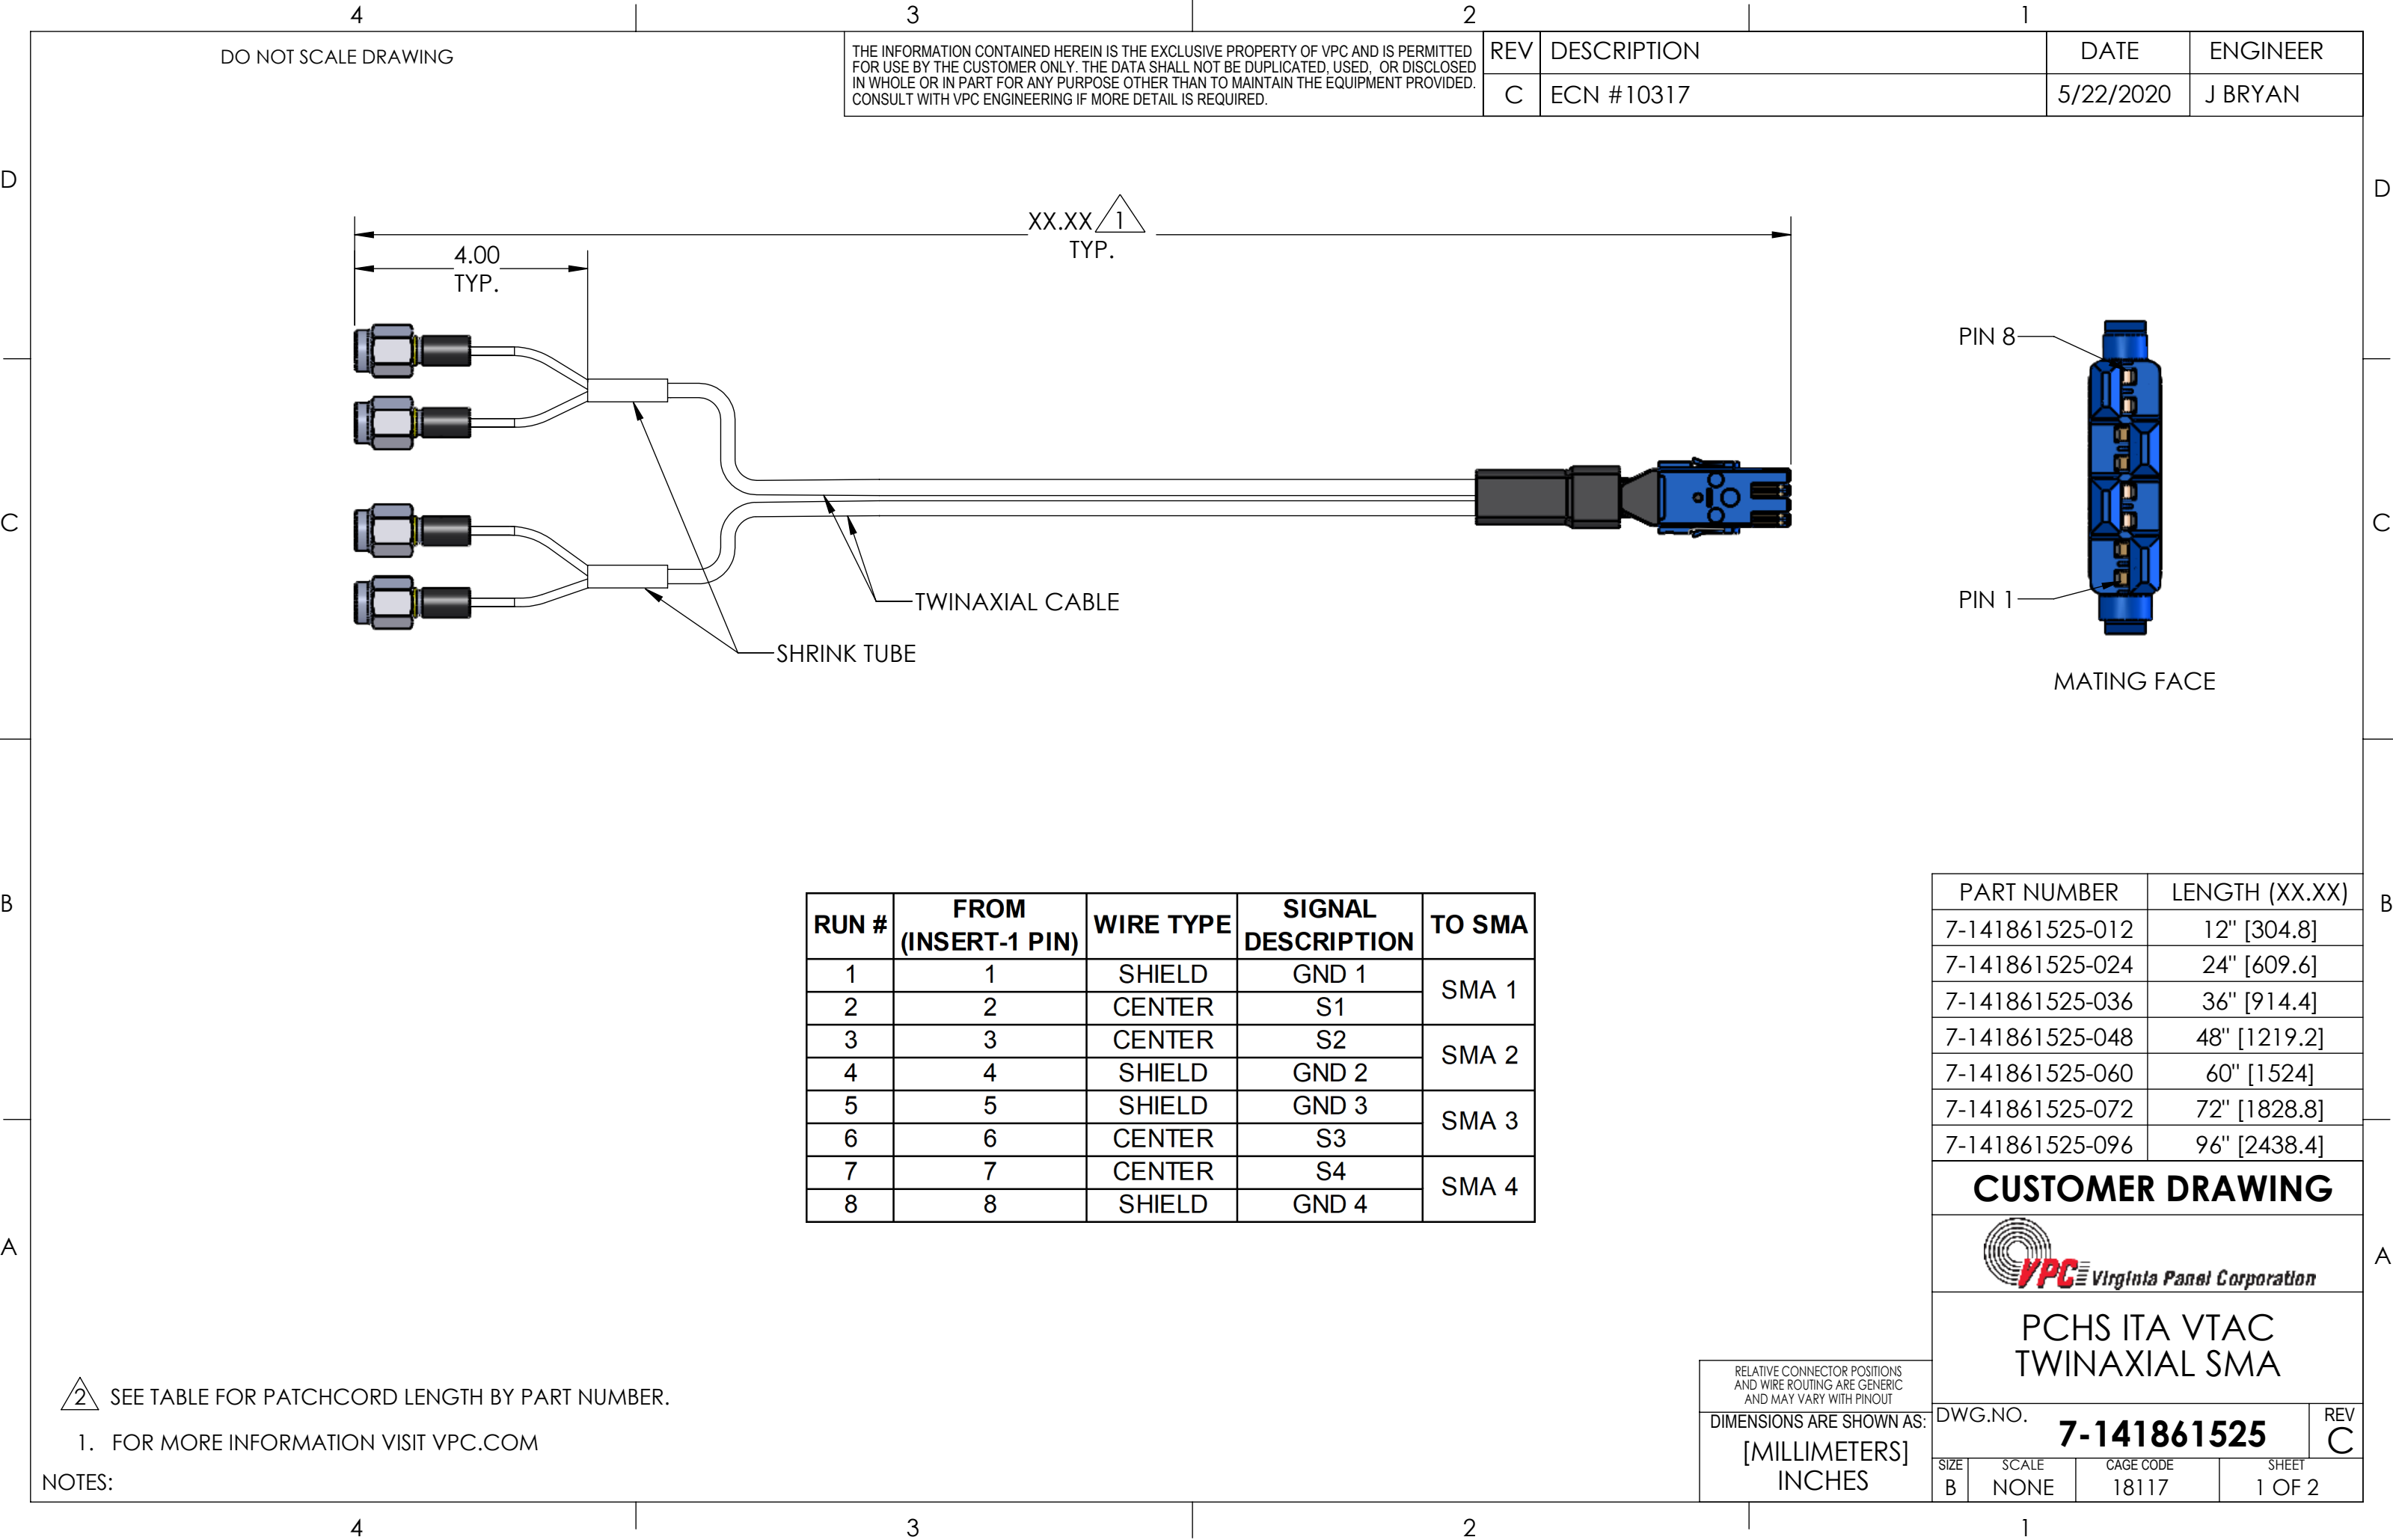 4 3 2 1
DO NOT SCALE DRAWING
THE INFORMATION CONTAINED HEREIN IS THE EXCLUSIVE PROPERTY OF VPC AND IS PERMITTED
FOR USE BY THE CUSTOMER ONLY. THE DATA SHALL NOT BE DUPLICATED, USED, OR DISCLOSED
IN WHOLE OR IN PART FOR ANY PURPOSE OTHER THAN TO MAINTAIN THE EQUIPMENT PROVIDED.
CONSULT WITH VPC ENGINEERING IF MORE DETAIL IS REQUIRED.
REV DESCRIPTION DATE ENGINEER
C ECN #10317 5/22/2020 J BRYAN
D D
XX.XX 1
TYP.
4.00
TYP.
PIN 8
C C
TWINAXIAL CABLE
PIN 1
SHRINK TUBE
MATING FACE
B B
RUN # FROM (INSERT-1 PIN) WIRE TYPE SIGNAL DESCRIPTION TO SMA
1 1 SHIELD GND 1 SMA 1
2 2 CENTER S1
3 3 CENTER S2 SMA 2
4 4 SHIELD GND 2
5 5 SHIELD GND 3 SMA 3
6 6 CENTER S3
7 7 CENTER S4 SMA 4
8 8 SHIELD GND 4
PART NUMBER LENGTH (XX.XX)
7-141861525-012 12" [304.8]
7-141861525-024 24" [609.6]
7-141861525-036 36" [914.4]
7-141861525-048 48" [1219.2]
7-141861525-060 60" [1524]
7-141861525-072 72" [1828.8]
7-141861525-096 96" [2438.4]
CUSTOMER DRAWING
A A
VPC Virginia Panel Corporation
PCHS ITA VTAC
TWINAXIAL SMA
RELATIVE CONNECTOR POSITIONS
AND WIRE ROUTING ARE GENERIC
AND MAY VARY WITH PINOUT
DIMENSIONS ARE SHOWN AS:
[MILLIMETERS]
INCHES
DWG.NO. 7-141861525 REV C
SIZE B SCALE NONE CAGE CODE 18117 SHEET 1 OF 2
2 SEE TABLE FOR PATCHCORD LENGTH BY PART NUMBER.
1. FOR MORE INFORMATION VISIT VPC.COM
NOTES:
4 3 2 1